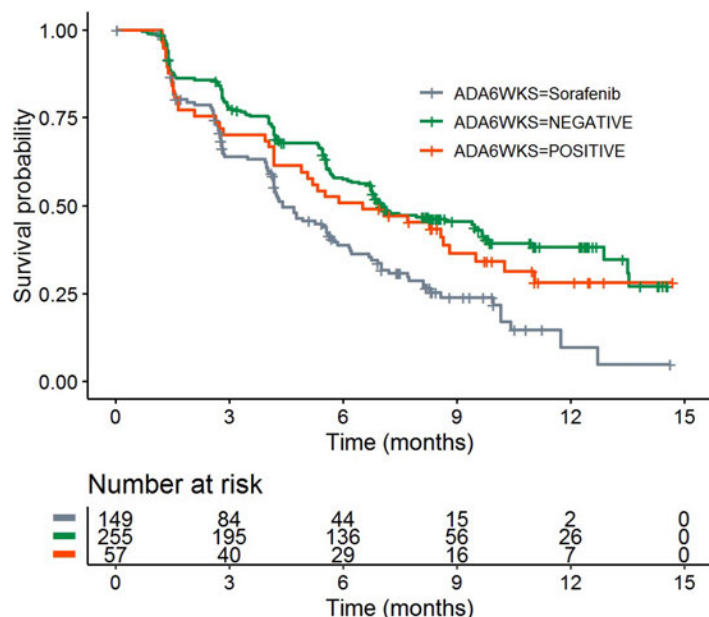 1.00
0.75
0.50
0.25
0.00
Survival probability
ADA6WKS=Sorafenib
ADA6WKS=NEGATIVE
ADA6WKS=POSITIVE
0 3 6 9 12 15
Time (months)
Number at risk
149 84 44 15 2 0
255 195 136 56 26 0
57 40 29 16 7 0
0 3 6 9 12 15
Time (months)